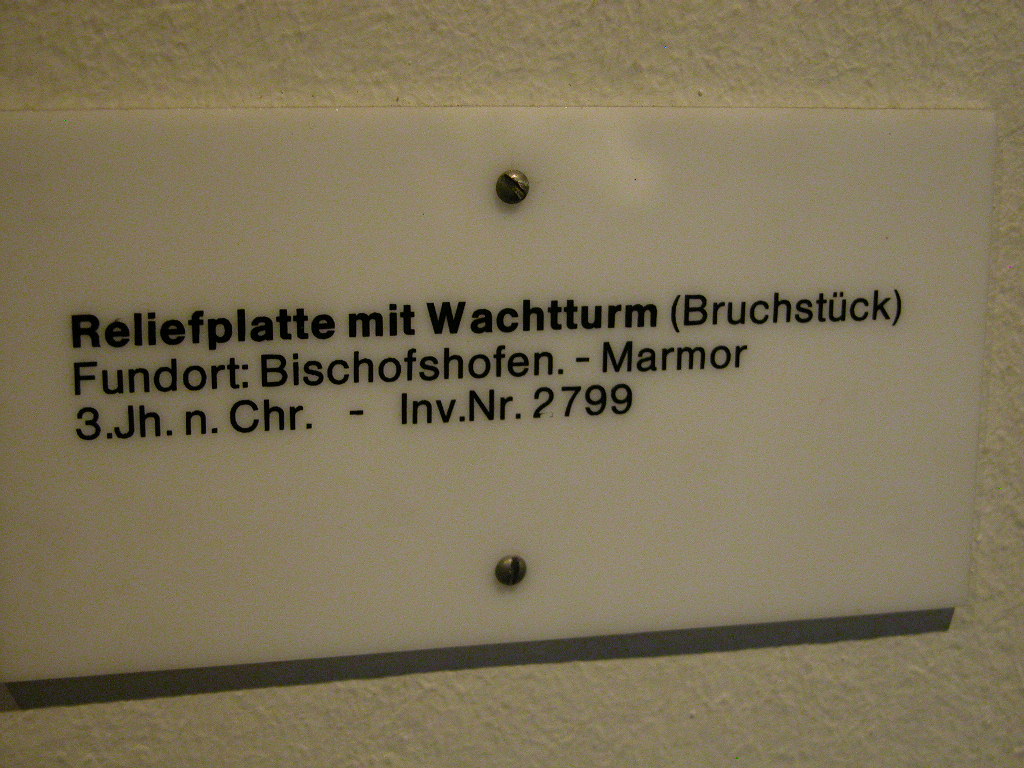 Reliefplatte mit Wachtturm (Bruchstück)
Fundort: Bischofshofen. - Marmor
3.Jh. n. Chr. - Inv.Nr. 2799